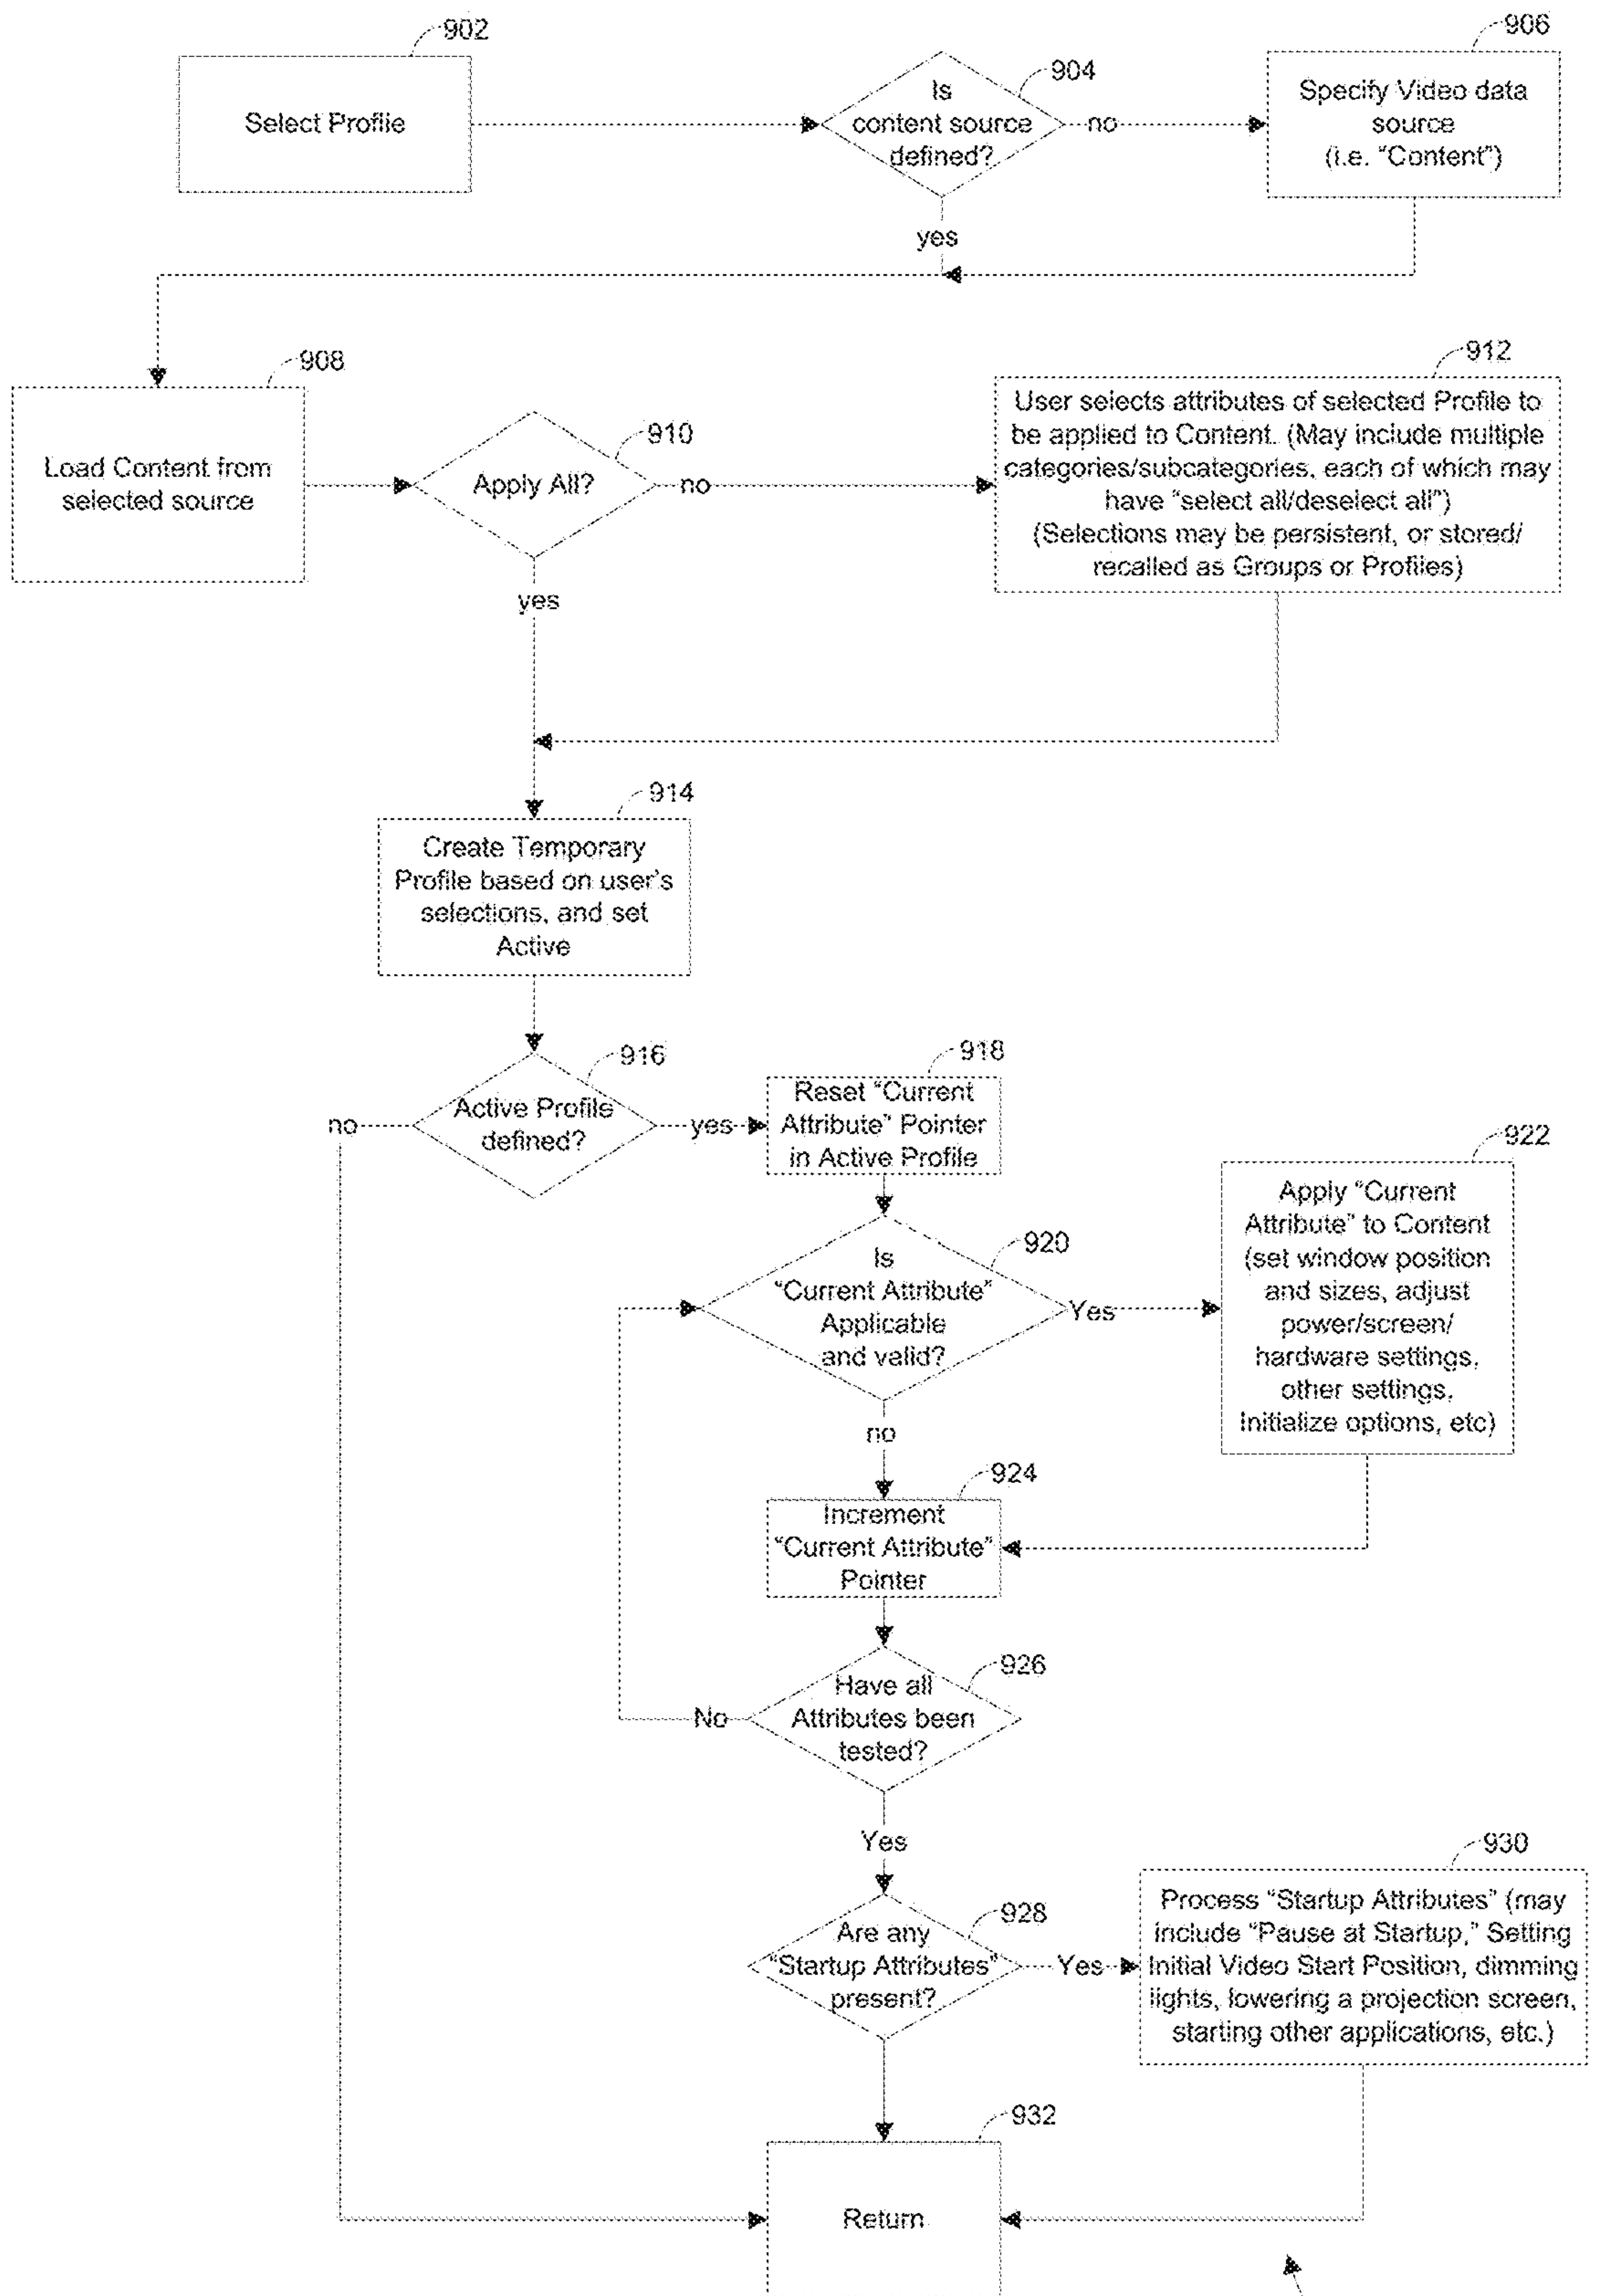 902
Select Profile
904
Is
content source
defined?
no
yes
906
Specify Video data
source
(i.e. “Content”)
908
Load Content from
selected source
910
Apply All?
no
yes
912
User selects attributes of selected Profile to
be applied to Content. (May include multiple
categories/subcategories, each of which may
have “select all/deselect all”)
(Selections may be persistent, or stored/
recalled as Groups or Profiles)
914
Create Temporary
Profile based on user's
selections, and set
Active
916
Active Profile
defined?
no
yes
918
Reset “Current
Attribute” Pointer
in Active Profile
920
Is
“Current Attribute”
Applicable
and valid?
Yes
no
922
Apply “Current
Attribute” to Content
(set window position
and sizes, adjust
power/screen/
hardware settings,
other settings,
Initialize options, etc)
924
Increment
“Current Attribute”
Pointer
926
Have all
Attributes been
tested?
No
Yes
928
Are any
“Startup Attributes”
present?
Yes
930
Process “Startup Attributes” (may
include “Pause at Startup,” Setting
Initial Video Start Position, dimming
lights, lowering a projection screen,
starting other applications, etc.)
932
Return